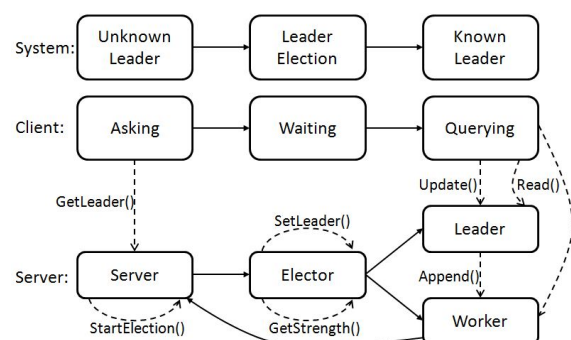 System:
Unknown
Leader
Leader
Election
Known
Leader
Client:
Asking
Waiting
Querying
GetLeader()
Update()
Read()
SetLeader()
Leader
Server:
Server
Elector
Append()
StartElection()
GetStrength()
Worker